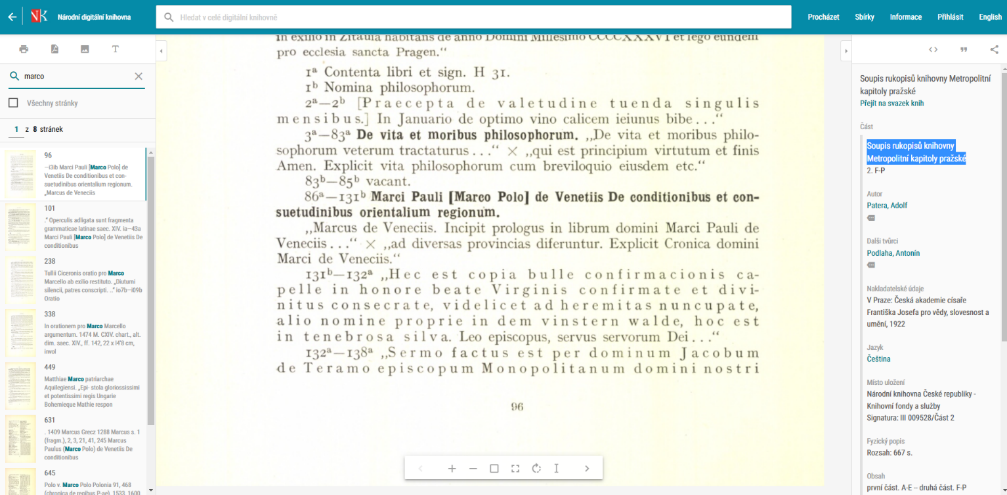 Národní digitální knihovna
Hledat v celé digitální knihovně
Procházet
Sbírky
Informace
Přihlásit
English
marco
Všechny stránky
1 z 8 stránek
96
--Clib Marci Pauli [Marco Polo] de
Venetiis De conditionibus et con-
suetudinibus orientalium regionum.
„Marcus de Veneciis
101
." Operculis adligata sunt fragmenta
grammaticae latinae saec. XIV. ia—43a
Marci Pauli [Marco Polo] de Venetiis De
conditionibus
238
Tullii Ciceronis oratio pro Marco
Marcello ab exilio restituto. „Diuturni
silencii, patres conscripti
Oratio
338
In orationem pro Marco Marcello
argumentum. 1474 M. CXIV. chart., afl.
dim. saec. XIV., ff. 142, 22 x
invol
449
Matthiae Marco patriarchae
Aquilegiensi. „Epi- stola gloriosissimi
et potentissimi regis Ungarie
Bohemieque Mathie respon
631
. 1409 Marcus Grecz 1288 Marcus s. 1
(fragm.), 2, 3, 21, 41, 245 Marcus
Paulus (Marco Polo) de Venetiis De
conditionibus
645
Polo v. Marco Polo Polonia 91, 468
in exilio in Zitauia habitans de anno Domini Millesimo CCCCXXXVI et lego eundem
pro ecclesia sancta Pragen.“
1ª Contenta libri et sign. H 31.
1ᵇ Nomina philosophorum.
2ª—2ᵇ [Praecepta de valetudine tuenda singulis
mensibus.] In Januario de optimo vino calicem ieiunus bibe . . .“
3ª—83ª De vita et moribus philosophorum. „De vita et moribus philo-
sophorum veterum tractaturus . . .“ × „qui est principium virtutum et finis
Amen. Explicit vita philosophorum cum breviloquio eiusdem etc.“
83ᵇ—85ᵇ vacant.
86ª—131ᵇ Marci Pauli [Marco Polo] de Venetiis De conditionibus et con-
suetudinibus orientalium regionum.
„Marcus de Veneciis. Incipit prologus in librum domini Marci Pauli de
Veneciis . . .“ × „ad diversas provincias diferuntur. Explicit Cronica domini
Marci de Veneciis.“
131ᵇ—132ª „Hec est copia bulle confirmacionis ca-
pelle in honore beate Virginis confirmate et divi-
nitus consecrate, videlicet ad heremitas nuncupate,
alio nomine proprie in dem vinstern walde, hoc est
in tenebrosa silva. Leo episcopus, servus servorum Dei . . .“
132ª—138ª „Sermo factus est per dominum Jacobum
de Teramo episcopum Monopolitanum domini nostri
96
Soupis rukopisů knihovny Metropolitní
kapitoly pražské
Přejít na svazek knih
Část
Soupis rukopisů knihovny
Metropolitní kapitoly pražské
2. F-P
Autor
Patera, Adolf
Další tvůrci
Podlaha, Antonín
Nakladatelské údaje
V Praze: Česká akademie císaře
Františka Josefa pro vědy, slovesnost a
umění, 1922
Jazyk
Čeština
Místo uložení
Národní knihovna České republiky -
Knihovní fondy a služby
Signatura: III 009528/Část 2
Fyzický popis
Rozsah: 667 s.
Obsah
první část. A-E -- druhá část. F-P